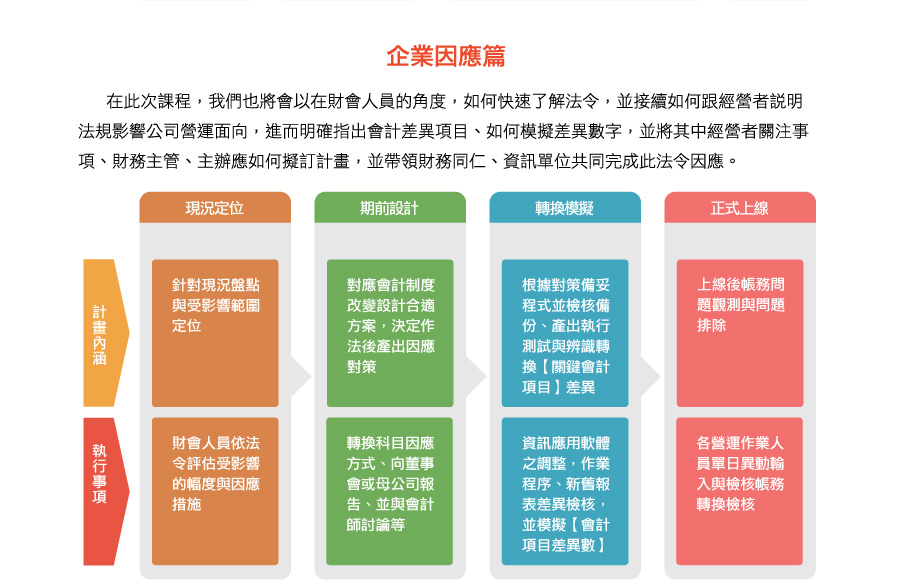 企業因應篇
在此次課程，我們也將會以在財會人員的角度，如何快速了解法令，並接續如何跟經營者說明
法規影響公司營運面向，進而明確指出會計差異項目、如何模擬差異數字，並將其中經營者關注事
項、財務主管、主辦應如何擬訂計畫，並帶領財務同仁、資訊單位共同完成此法令因應。
現況定位
期前設計
轉換模擬
正式上線
計畫內涵
針對現況盤點
與受影響範圍
定位
對應會計制度
改變設計合適
方案，決定作
法後產出因應
對策
根據對策備妥
程式並檢核備
份、產出執行
測試與辨識轉
換【關鍵會計
項目】差異
上線後帳務問
題觀測與問題
排除
執行事項
財會人員依法
令評估受影響
的幅度與因應
措施
轉換科目因應
方式、向董事
會或母公司報
告、並與會計
師討論等
資訊應用軟體
之調整，作業
程序、新舊報
表差異檢核，
並模擬【會計
項目差異數】
各營運作業人
員單日異動輸
入與檢核帳務
轉換檢核